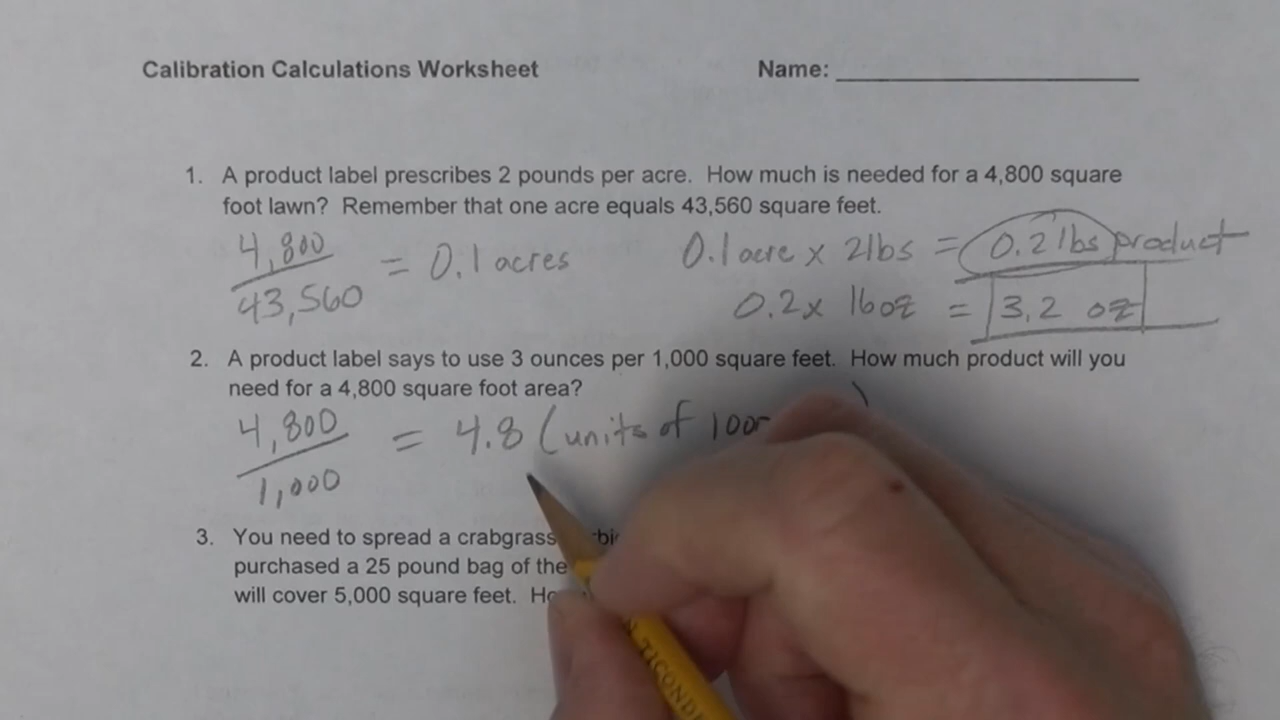 Calibration Calculations Worksheet Name:
1. A product label prescribes 2 pounds per acre. How much is needed for a 4,800 square
foot lawn? Remember that one acre equals 43,560 square feet.
4,800
43,560
= 0.1 acres
0.1 acre x 2lbs = 0.2 lbs product
0.2 x 16oz = 3.2 oz
2. A product label says to use 3 ounces per 1,000 square feet. How much product will you
need for a 4,800 square foot area?
4,800
1,000
= 4.8 (units of )
3. You need to spread a crabgrass
purchased a 25 pound bag of the
will cover 5,000 square feet.
TICOND